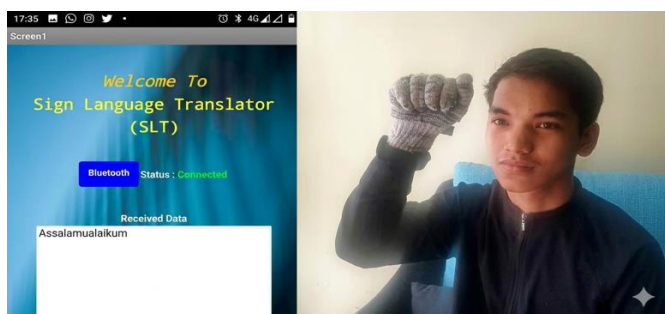 17:35
4G
Screen1
Welcome To
Sign Language Translator
(SLT)
Bluetooth Status : Connected
Received Data
Assalamualaikum